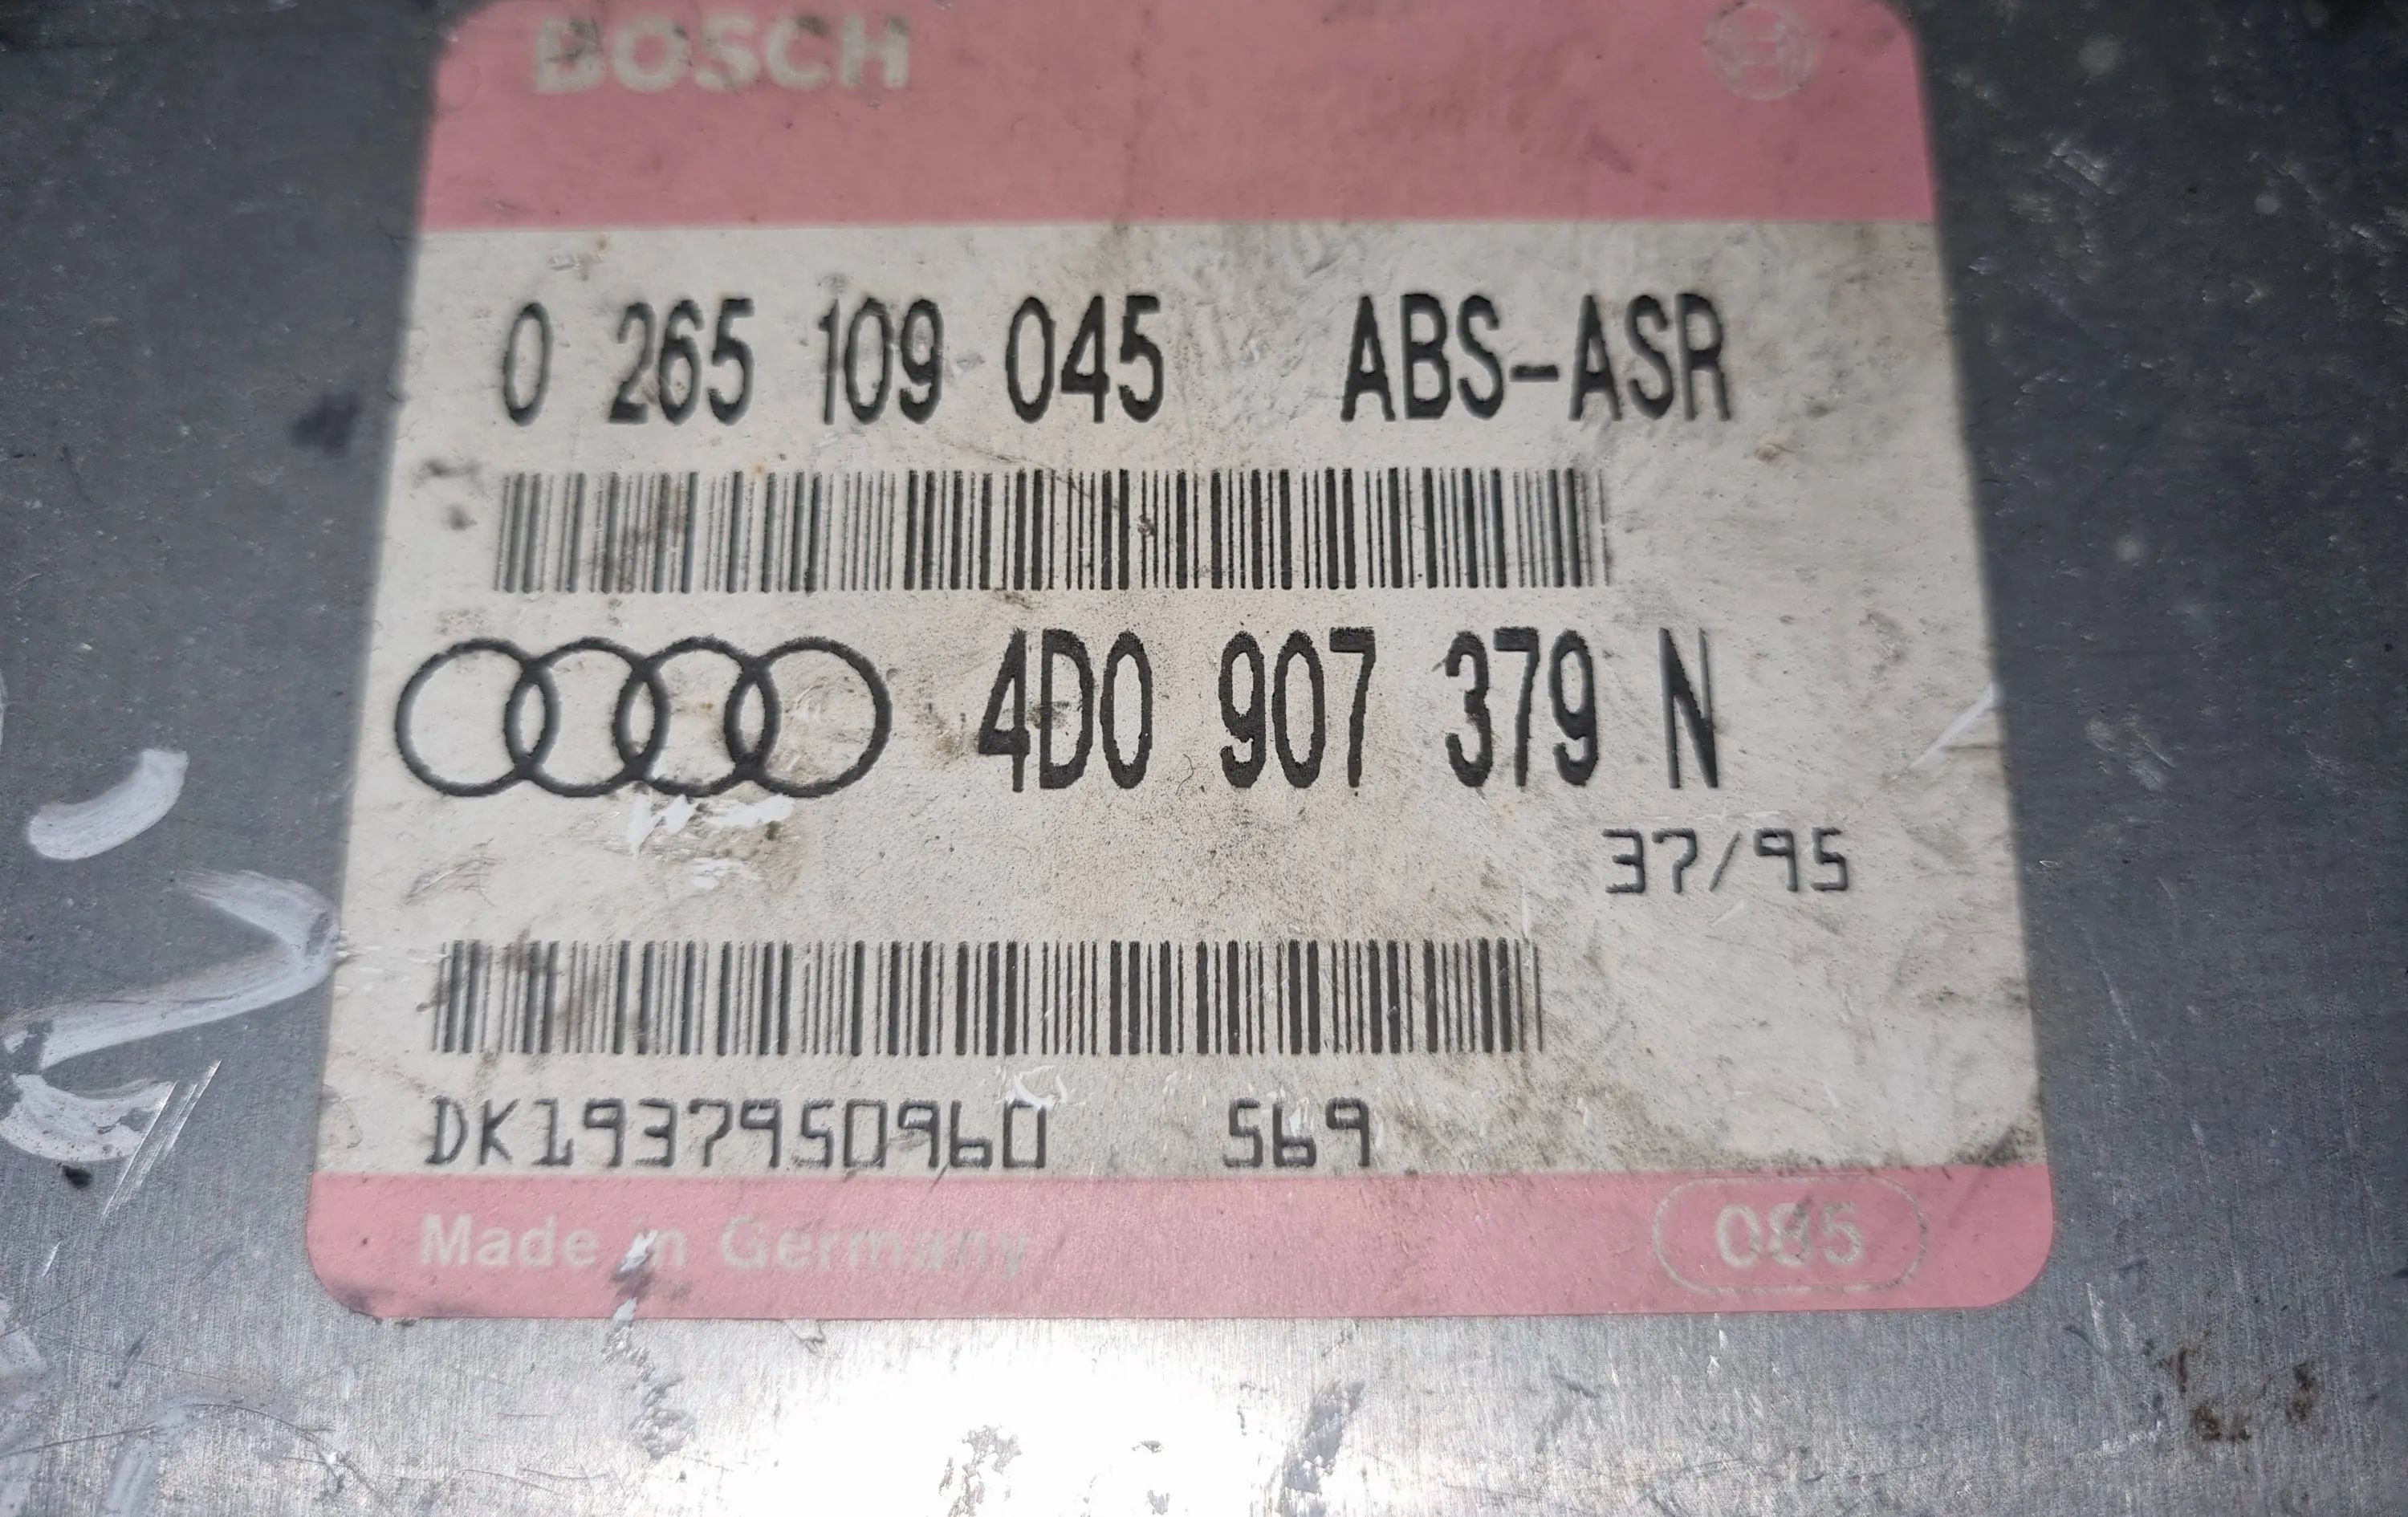 BOSCH
0 265 109 045 ABS-ASR
4D0 907 379 N
37/95
DK1937950960 569
Made in Germany 085